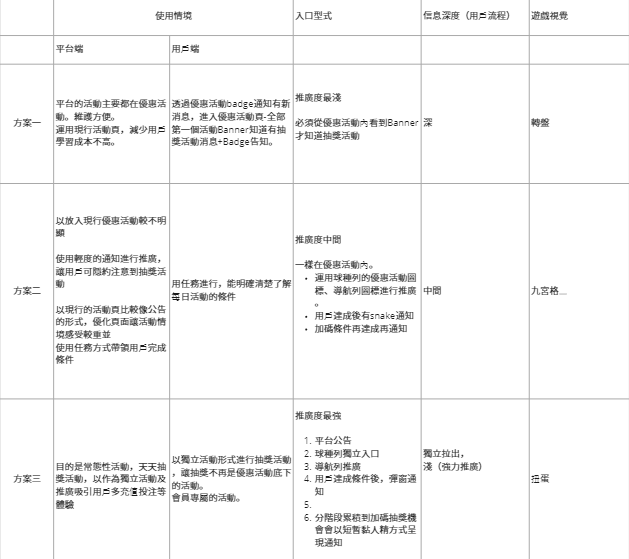 使用情境
入口型式
信息深度（用戶流程）
遊戲視覺
平台端
用戶端
方案一
平台的活動主要都在優惠活
動。維護方便。
運用現行活動頁，減少用戶
學習成本不高。
透過優惠活動badge通知有新
消息，進入優惠活動頁-全部
第一個活動Banner知道有抽
獎活動消息+Badge告知。
推廣度最淺
必須從優惠活動內看到Banner
才知道抽獎活動
深
轉盤
方案二
以放入現行優惠活動較不明
顯
使用輕度的通知進行推廣，
讓用戶可隱約注意到抽獎活
動
以現行的活動頁比較像公告
的形式，優化頁面讓活動情
境感受較重並
使用任務方式帶領用戶完成
條件
用任務進行，能明確清楚了解
每日活動的條件
推廣度中間
一樣在優惠活動內。
• 運用球種列的優惠活動圖
標、導航列圖標進行推廣
。
• 用戶達成後有snake通知
• 加碼條件再達成再通知
中間
九宮格...
方案三
目的是常態性活動，天天抽
獎活動，以作為獨立活動及
推廣吸引用戶多充值投注等
體驗
以獨立活動形式進行抽獎活動
，讓抽獎不再是優惠活動底下
的活動。
會員專屬的活動。
推廣度最強
1. 平台公告
2. 球種列獨立入口
3. 導航列推廣
4. 用戶達成條件後，彈窗通
知
5.
6. 分階段累積到加碼抽獎機
會會以短暫黏人精方式呈
現通知
獨立拉出，
淺（強力推廣）
扭蛋